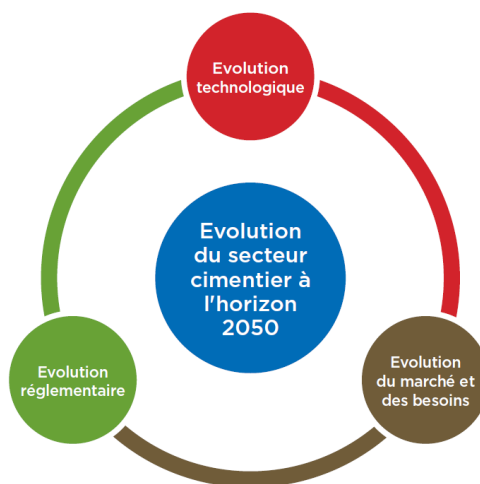 Evolution
technologique
Evolution
du secteur
cimentier à
l'horizon
2050
Evolution
réglementaire
Evolution
du marché et
des besoins